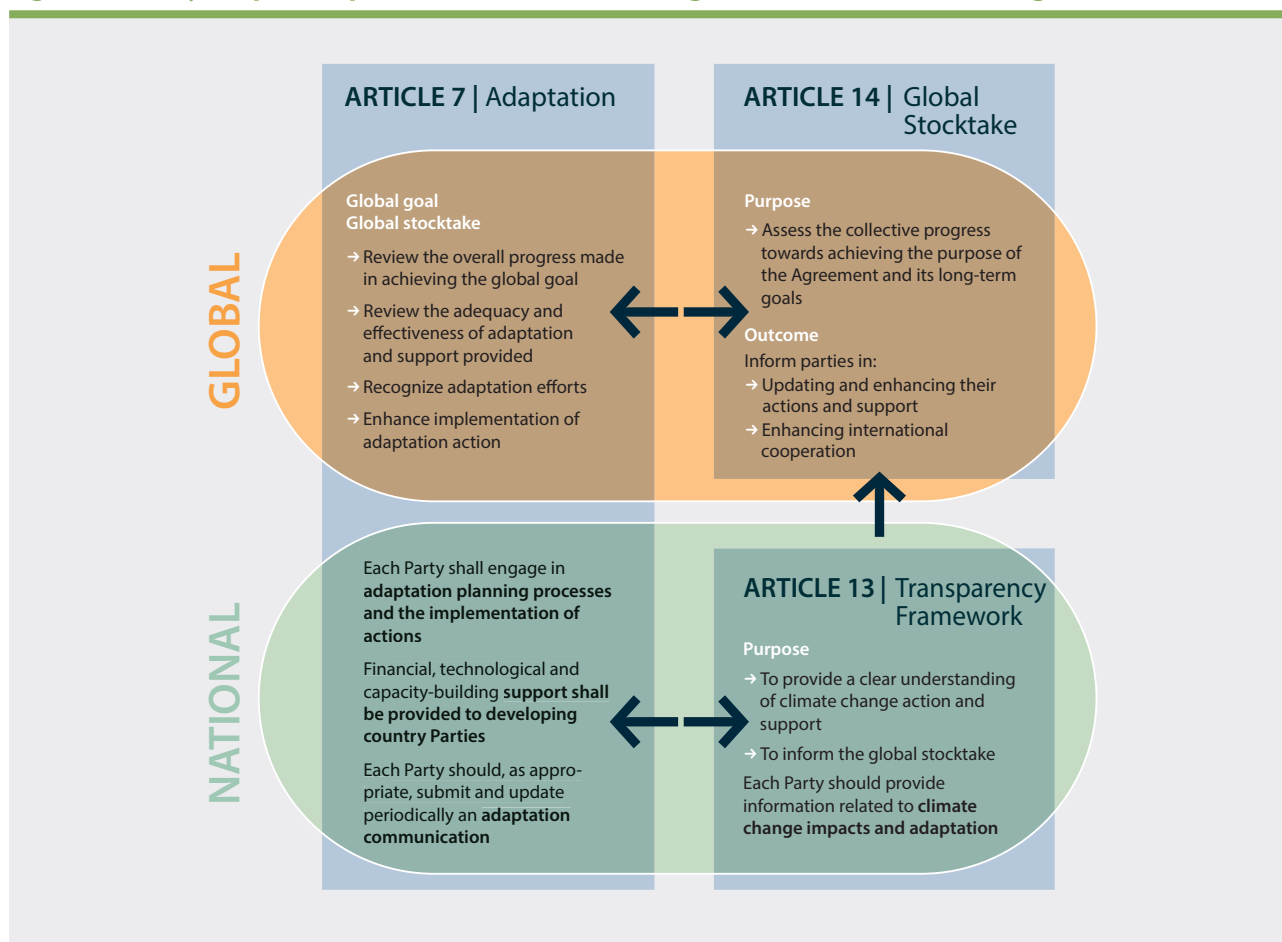 ARTICLE 7 | Adaptation
ARTICLE 14 | Global
Stocktake
GLOBAL
Global goal
Global stocktake
→ Review the overall progress made
in achieving the global goal
→ Review the adequacy and
effectiveness of adaptation
and support provided
→ Recognize adaptation efforts
→ Enhance implementation of
adaptation action
Purpose
→ Assess the collective progress
towards achieving the purpose of
the Agreement and its long-term
goals
Outcome
Inform parties in:
→ Updating and enhancing their
actions and support
→ Enhancing international
cooperation
NATIONAL
Each Party shall engage in
adaptation planning processes
and the implementation of
actions
Financial, technological and
capacity-building support shall
be provided to developing
country Parties
Each Party should, as appro-
priate, submit and update
periodically an adaptation
communication
ARTICLE 13 | Transparency
Framework
Purpose
→ To provide a clear understanding
of climate change action and
support
→ To inform the global stocktake
Each Party should provide
information related to climate
change impacts and adaptation